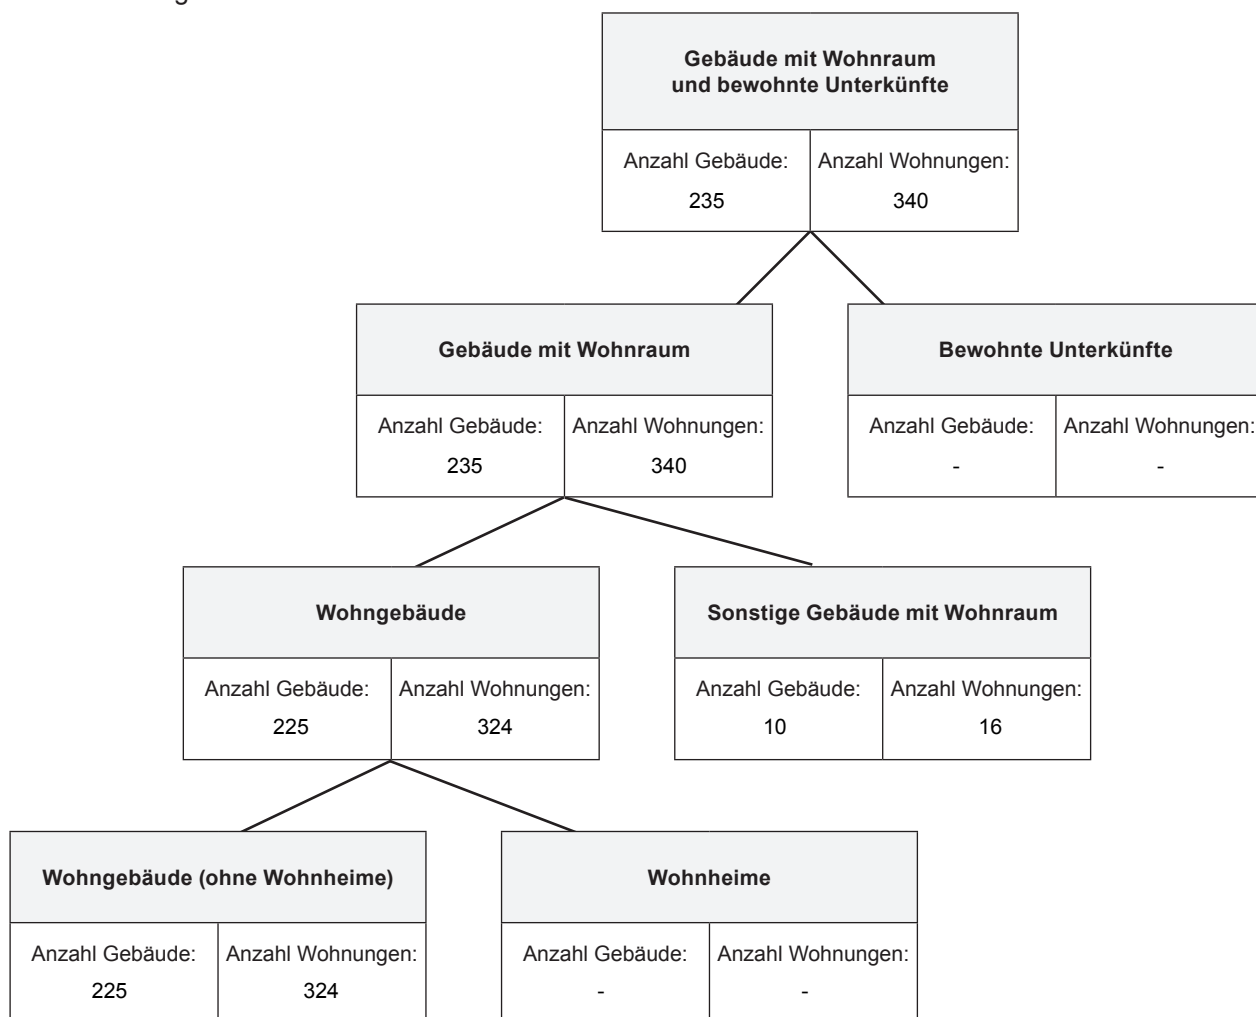 Gebäude mit Wohnraum
und bewohnte Unterkünfte
Anzahl Gebäude: Anzahl Wohnungen:
235 340
Gebäude mit Wohnraum
Anzahl Gebäude: Anzahl Wohnungen:
235 340
Bewohnte Unterkünfte
Anzahl Gebäude: Anzahl Wohnungen:
- -
Wohngebäude
Anzahl Gebäude: Anzahl Wohnungen:
225 324
Sonstige Gebäude mit Wohnraum
Anzahl Gebäude: Anzahl Wohnungen:
10 16
Wohngebäude (ohne Wohnheime)
Anzahl Gebäude: Anzahl Wohnungen:
225 324
Wohnheime
Anzahl Gebäude: Anzahl Wohnungen:
- -